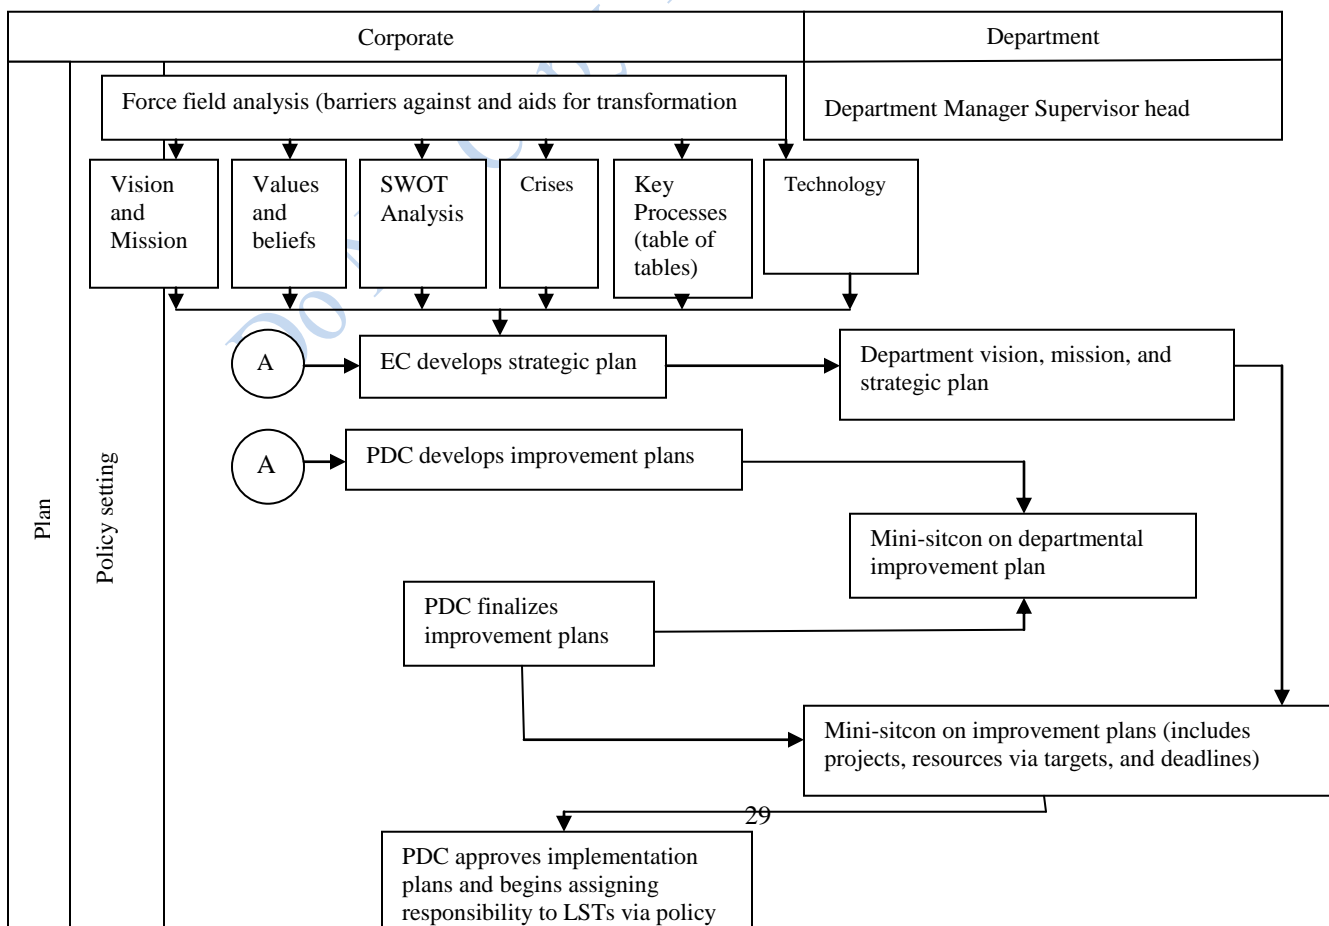 Corporate
Department
Force field analysis (barriers against and aids for transformation
Department Manager Supervisor head
Vision
and
Mission
Values
and
beliefs
SWOT
Analysis
Crises
Key
Processes
(table of
tables)
Technology
A
EC develops strategic plan
Department vision, mission, and
strategic plan
A
PDC develops improvement plans
Plan
Policy setting
Mini-sitcon on departmental
improvement plan
PDC finalizes
improvement plans
Mini-sitcon on improvement plans (includes
projects, resources via targets, and deadlines)
29
PDC approves implementation
plans and begins assigning
responsibility to LSTs via policy